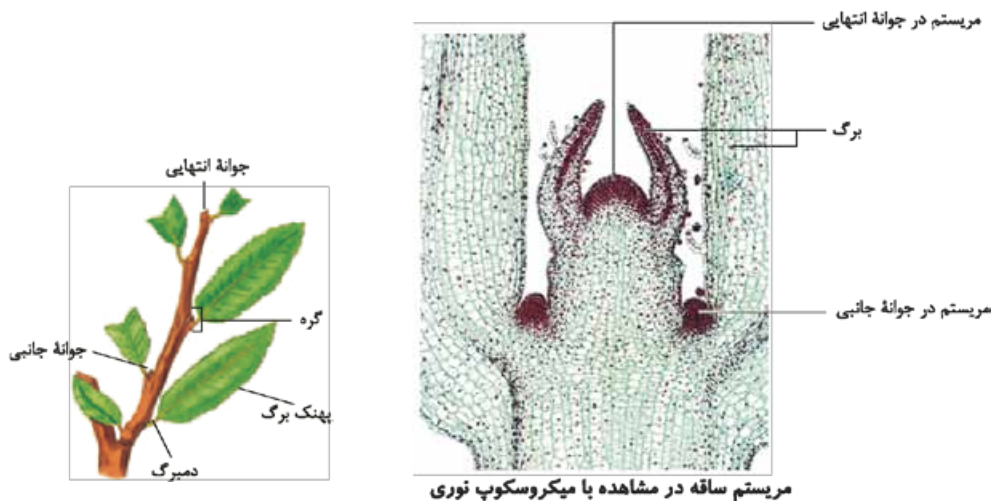 مریستم در جوانهٔ انتهایی
برگ
مریستم در جوانهٔ جانبی
مریستم ساقه در مشاهده با میکروسکوپ نوری
جوانهٔ انتهایی
گره
جوانهٔ جانبی
پهنک برگ
دمبرگ